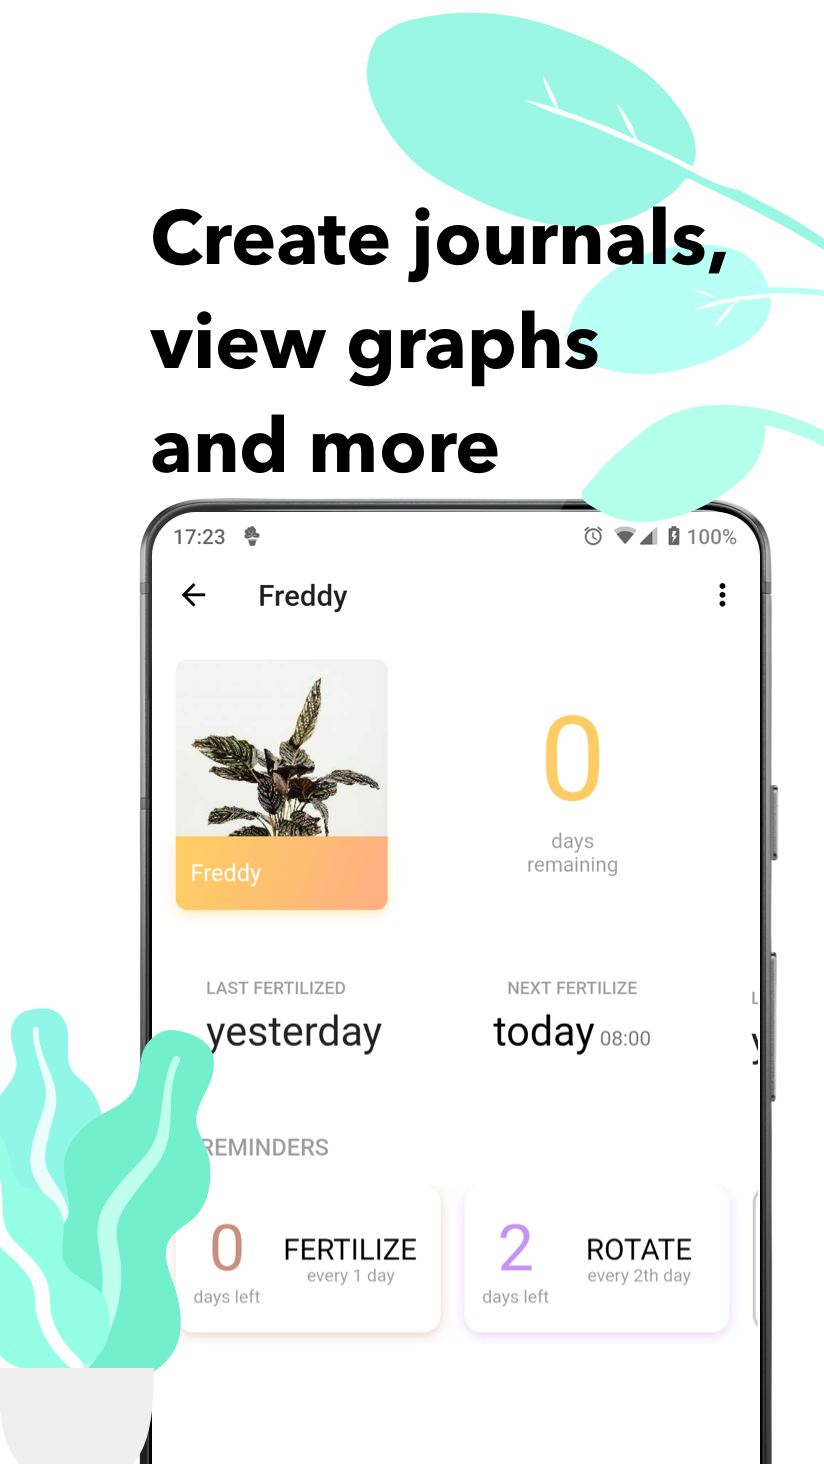 Create journals,
view graphs
and more
17:23 100%
Freddy
Freddy
0
days
remaining
LAST FERTILIZED NEXT FERTILIZE
yesterday today 08:00
REMINDERS
0 FERTILIZE 2 ROTATE
every 1 day every 2th day
days left days left